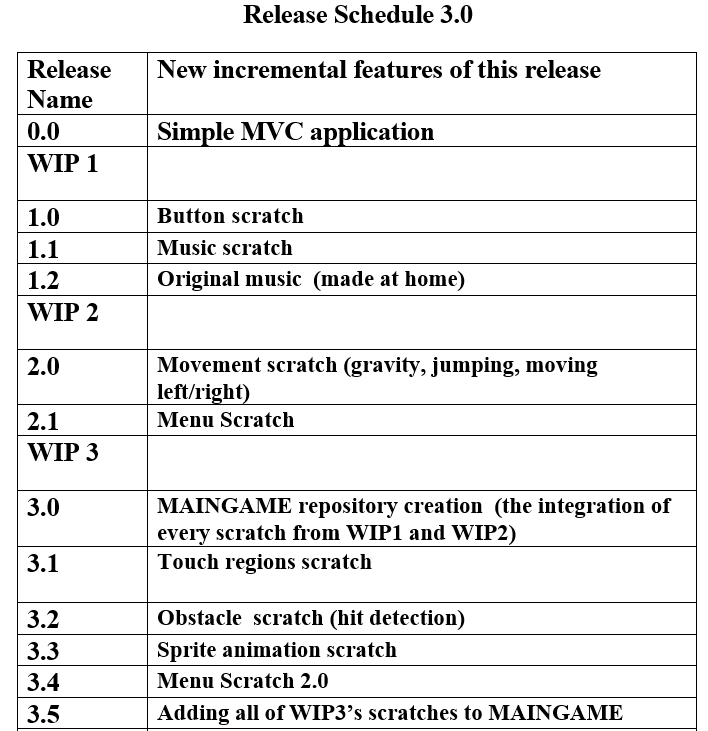 Release Schedule 3.0
Release New incremental features of this release
Name
0.0 Simple MVC application
WIP 1
1.0 Button scratch
1.1 Music scratch
1.2 Original music  (made at home)
WIP 2
2.0 Movement scratch (gravity, jumping, moving
left/right)
2.1 Menu Scratch
WIP 3
3.0 MAINGAME repository creation  (the integration of
every scratch from WIP1 and WIP2)
3.1 Touch regions scratch
3.2 Obstacle  scratch (hit detection)
3.3 Sprite animation scratch
3.4 Menu Scratch 2.0
3.5 Adding all of WIP3’s scratches to MAINGAME